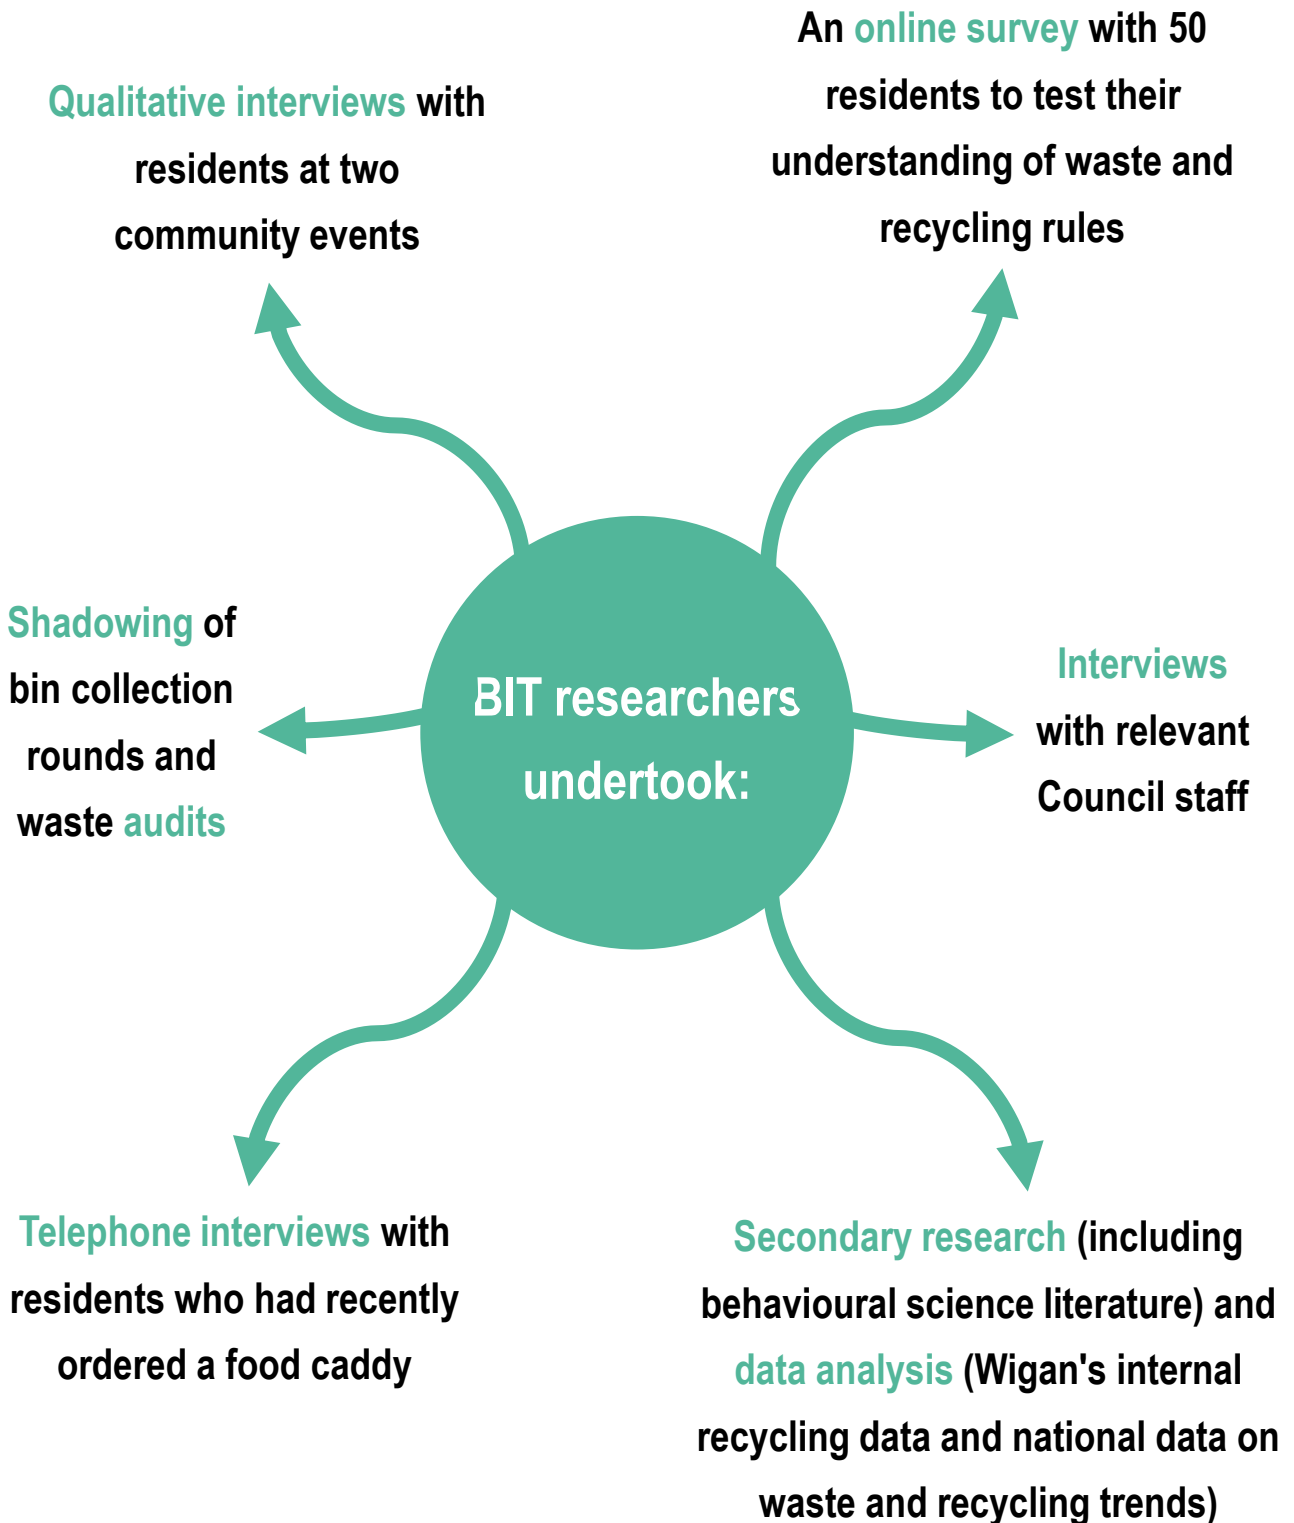 An online survey with 50
residents to test their
understanding of waste and
recycling rules
Qualitative interviews with
residents at two
community events
Shadowing of
bin collection
rounds and
waste audits
BIT researchers
undertook:
Interviews
with relevant
Council staff
Telephone interviews with
residents who had recently
ordered a food caddy
Secondary research (including
behavioural science literature) and
data analysis (Wigan's internal
recycling data and national data on
waste and recycling trends)